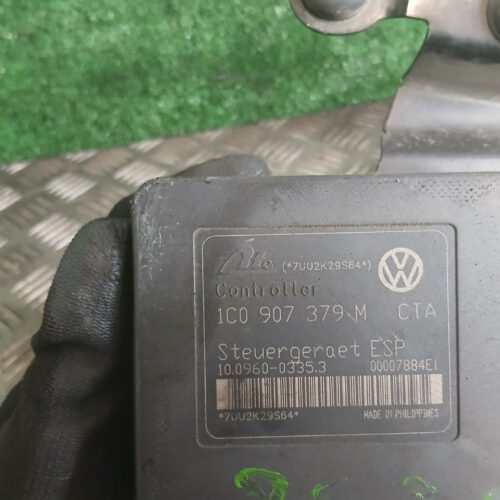 Ate (*7UU2K29S64*)
Controller
1C0 907 379 M CTA
Steuergeraet ESP
10.0960-0335.3 00007884E1
*7UU2K29S64*
MADE IN PHILIPPINES